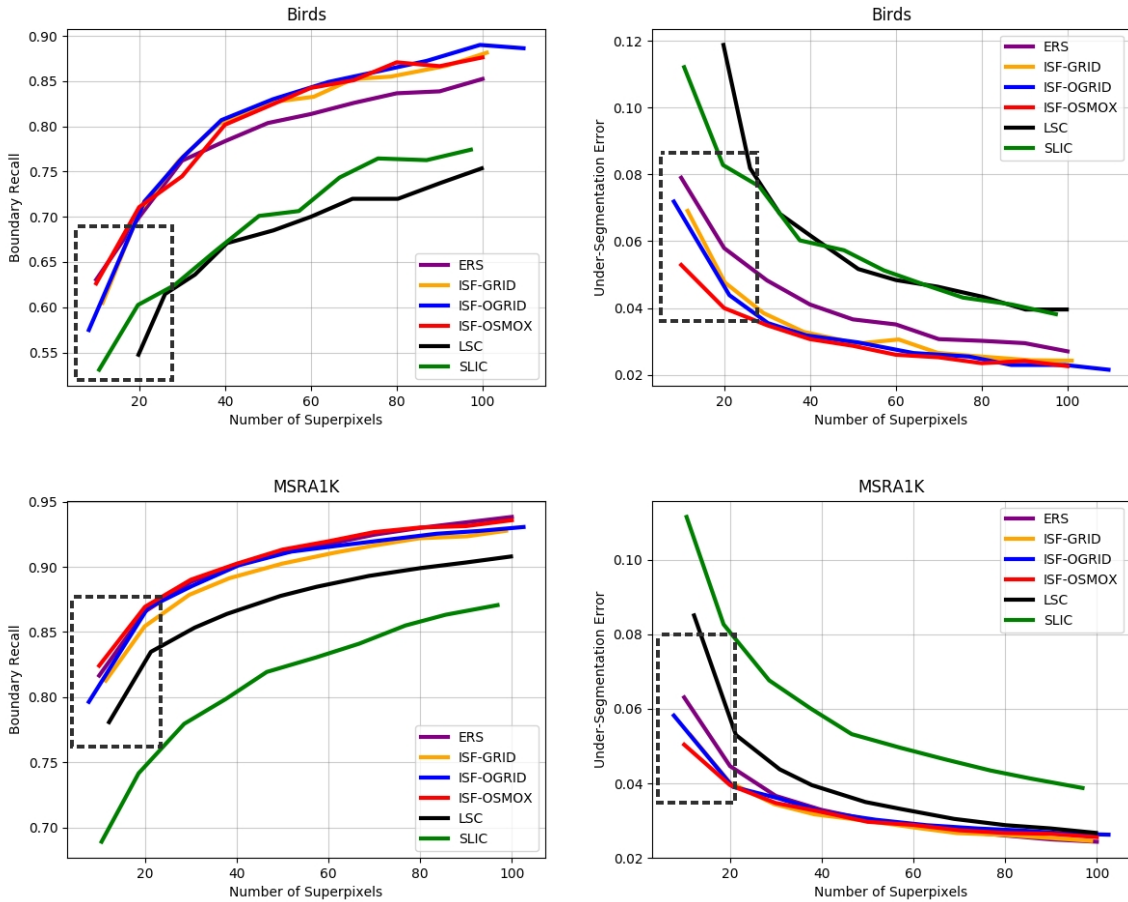 Birds
0.90
0.85
0.80
0.75
0.70
0.65
0.60
0.55
Boundary Recall
20
40
60
80
100
Number of Superpixels
ERS
ISF-GRID
ISF-OGRID
ISF-OSMOX
LSC
SLIC
Birds
0.12
0.10
0.08
0.06
0.04
0.02
Under-Segmentation Error
20
40
60
80
100
Number of Superpixels
ERS
ISF-GRID
ISF-OGRID
ISF-OSMOX
LSC
SLIC
MSRA1K
0.95
0.90
0.85
0.80
0.75
0.70
Boundary Recall
20
40
60
80
100
Number of Superpixels
ERS
ISF-GRID
ISF-OGRID
ISF-OSMOX
LSC
SLIC
MSRA1K
0.10
0.08
0.06
0.04
0.02
Under-Segmentation Error
20
40
60
80
100
Number of Superpixels
ERS
ISF-GRID
ISF-OGRID
ISF-OSMOX
LSC
SLIC